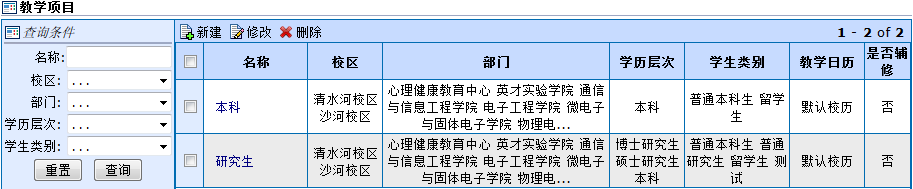 教学项目
查询条件
名称:
校区: ...
部门: ...
学历层次: ...
学生类别: ...
重置 查询
新建 修改 删除 1 - 2 of 2
名称 校区 部门 学历层次 学生类别 教学日历 是否辅修
本科 清水河校区 沙河校区 心理健康教育中心 英才实验学院 通信与信息工程学院 电子工程学院 微电子与固体电子学院 物理电... 本科 普通本科生 留学生 默认校历 否
研究生 清水河校区 沙河校区 心理健康教育中心 英才实验学院 通信与信息工程学院 电子工程学院 微电子与固体电子学院 物理电... 博士研究生 硕士研究生 本科 普通本科生 普通研究生 留学生 测试 默认校历 否